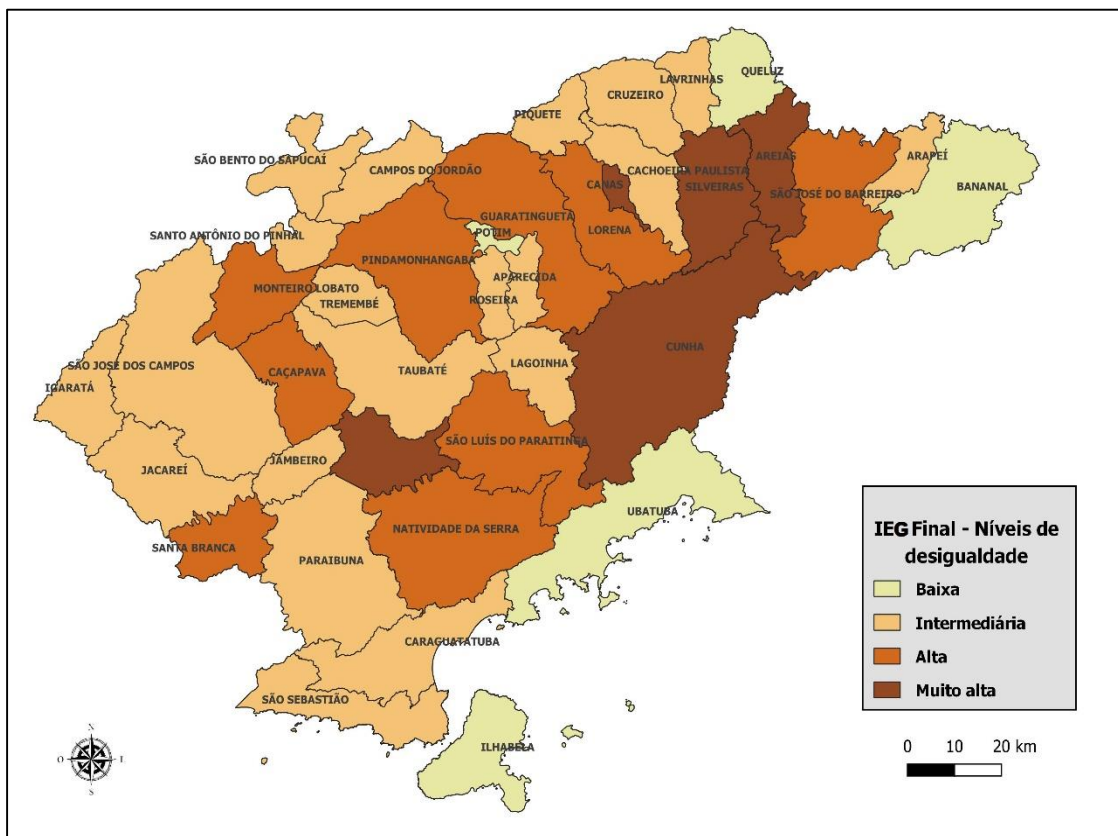 QUELUZ
LAVRINHAS
CRUZEIRO
PIQUETE
ARAPEÍ
SÃO BENTO DO SAPUCAÍ
AREIAS
CAMPOS DO JORDÃO
CACHOEIRA PAULISTA
CANAS
SILVEIRAS
BANANAL
SÃO JOSÉ DO BARREIRO
GUARATINGUETÁ
POTIM
LORENA
SANTO ANTÔNIO DO PINHAL
PINDAMONHANGABA
APARECIDA
MONTEIRO LOBATO
ROSEIRA
TREMEMBÉ
CUNHA
LAGOINHA
SÃO JOSÉ DOS CAMPOS
CAÇAPAVA
TAUBATÉ
IGARATÁ
SÃO LUÍS DO PARAITINGA
JAMBEIRO
JACAREÍ
UBATUBA
NATIVIDADE DA SERRA
SANTA BRANCA
PARAIBUNA
CARAGUATATUBA
SÃO SEBASTIÃO
ILHABELA
IEG Final - Níveis de
desigualdade
Baixa
Intermediária
Alta
Muito alta
0 10 20 km
N
O L
S